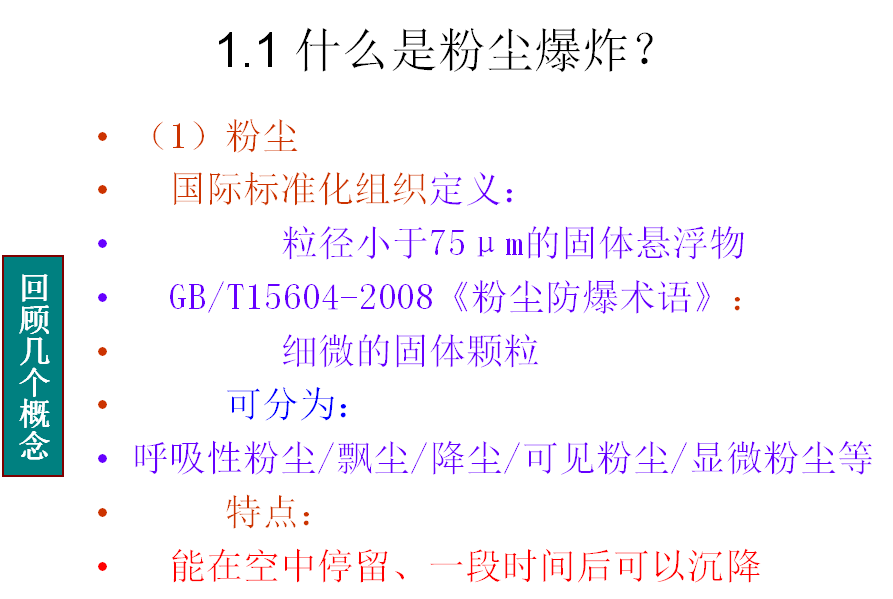 1.1 什么是粉尘爆炸？
• （1）粉尘
• 国际标准化组织定义：
• 粒径小于75μm的固体悬浮物
• GB/T15604-2008《粉尘防爆术语》：
• 细微的固体颗粒
• 可分为：
• 呼吸性粉尘/飘尘/降尘/可见粉尘/显微粉尘等
• 特点：
• 能在空中停留、一段时间后可以沉降
回顾几个概念